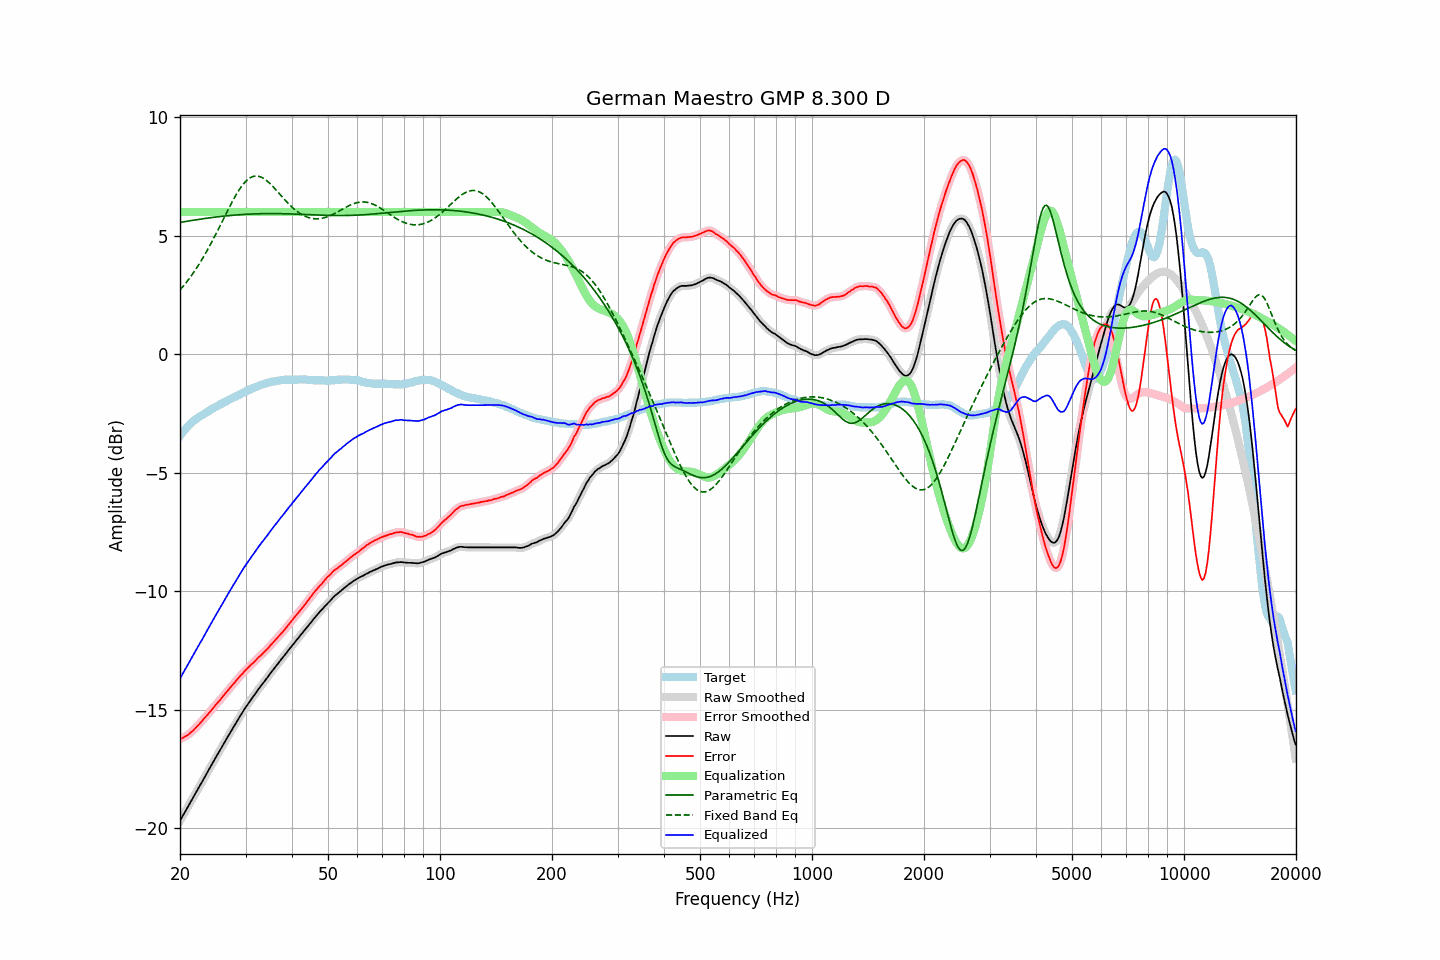 German Maestro GMP 8.300 D
10
5
0
−5
−10
−15
−20
Amplitude (dBr)
20
50
100
200
500
1000
2000
5000
10000
20000
Frequency (Hz)
Target
Raw Smoothed
Error Smoothed
Raw
Error
Equalization
Parametric Eq
Fixed Band Eq
Equalized